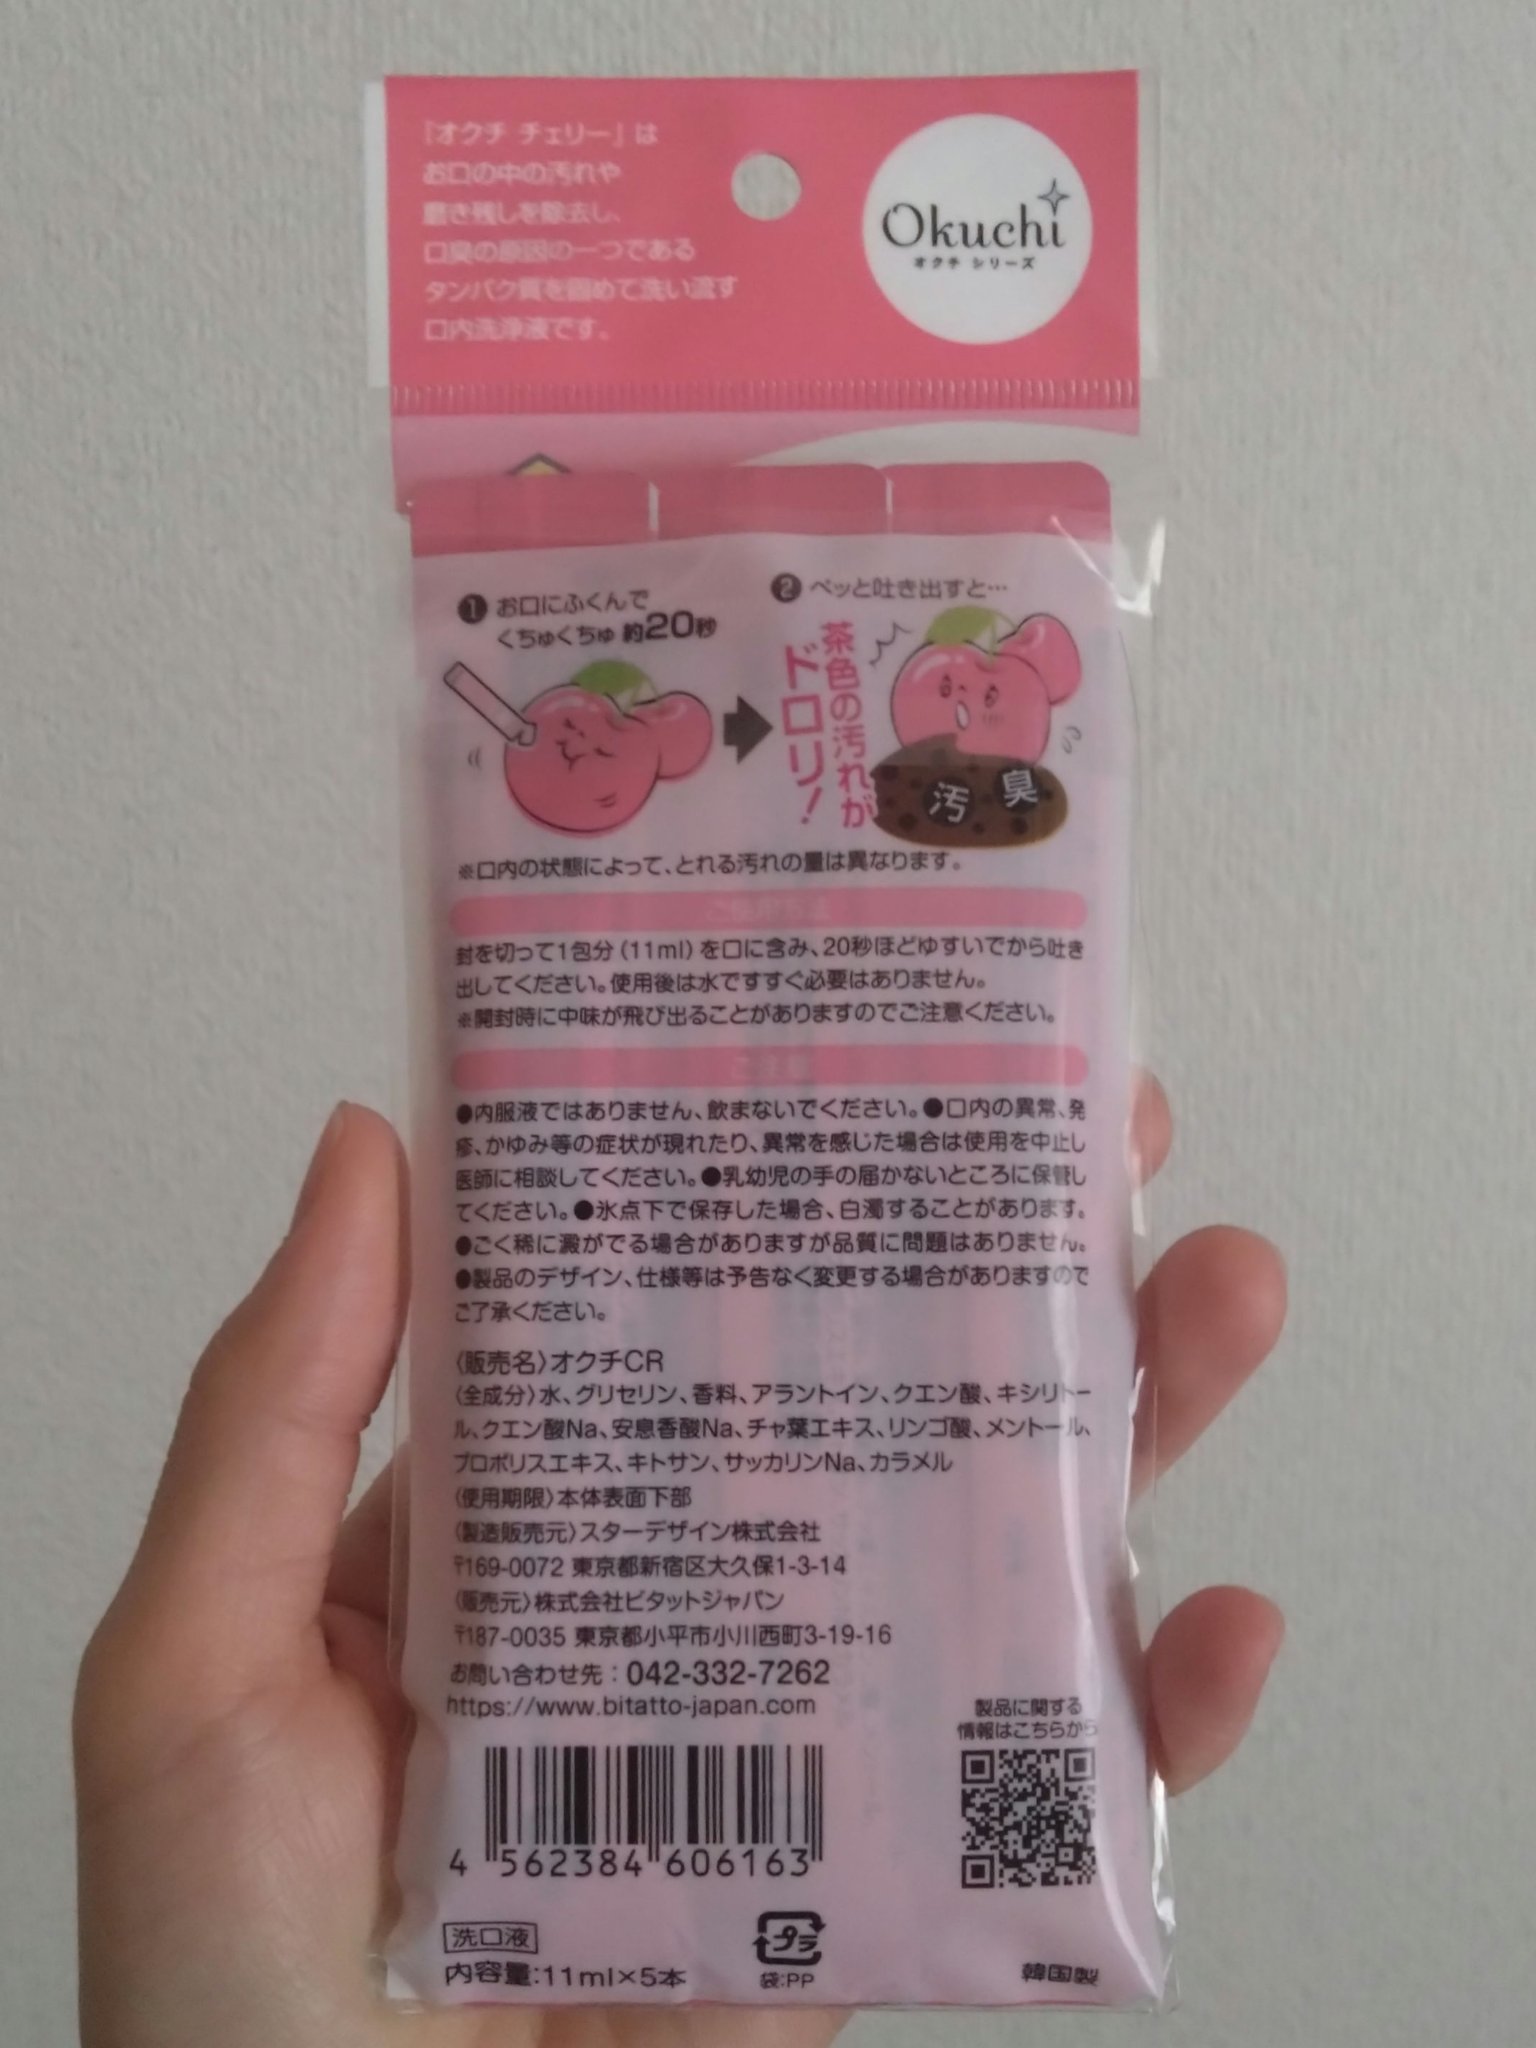 『オクチ チェリー』は
お口の中の汚れや
磨き残しを除去し、
口臭の原因の一つである
タンパク質を固めて洗い流す
口内洗浄液です。
Okuchi
オクチ シリーズ
❶ お口にふくんで
くちゅくちゅ 約20秒
❷ ペッと吐き出すと…
茶色の汚れが
ドロリ!
汚
臭
※口内の状態によって、とれる汚れの量は異なります。
ご使用方法
封を切って1包分(11ml)を口に含み、20秒ほどゆすいでから吐き
出してください。使用後は水ですすぐ必要はありません。
※開封時に中味が飛び出ることがありますのでご注意ください。
ご注意
●内服液ではありません、飲まないでください。●口内の異常、発
疹、かゆみ等の症状が現れたり、異常を感じた場合は使用を中止し
医師に相談してください。●乳幼児の手の届かないところに保管し
てください。●氷点下で保存した場合、白濁することがあります。
●ごく稀に澱がでる場合がありますが品質に問題はありません。
●製品のデザイン、仕様等は予告なく変更する場合がありますので
ご了承ください。
〈販売名〉オクチCR
〈全成分〉水、グリセリン、香料、アラントイン、クエン酸、キシリトー
ル、クエン酸Na、安息香酸Na、チャ葉エキス、リンゴ酸、メントール、
プロポリスエキス、キトサン、サッカリンNa、カラメル
〈使用期限〉本体表面下部
〈製造販売元〉スターデザイン株式会社
〒169-0072 東京都新宿区大久保1-3-14
〈販売元〉株式会社ビタットジャパン
〒187-0035 東京都小平市小川西町3-19-16
お問い合わせ先:042-332-7262
https://www.bitatto-japan.com
製品に関する
情報はこちらから
4 562384 606163
洗口液
内容量:11ml×5本
プラ
袋:PP
韓国製